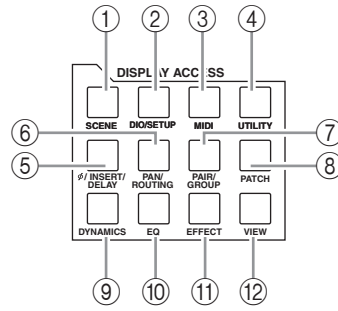 ① ② ③ ④
DISPLAY ACCESS
SCENE DIO/SETUP MIDI UTILITY
⑥ ⑦
⑤ ⑧
ø/ INSERT/ DELAY PAN/ ROUTING PAIR/ GROUP PATCH
DYNAMICS EQ EFFECT VIEW
⑨ ⑩ ⑪ ⑫